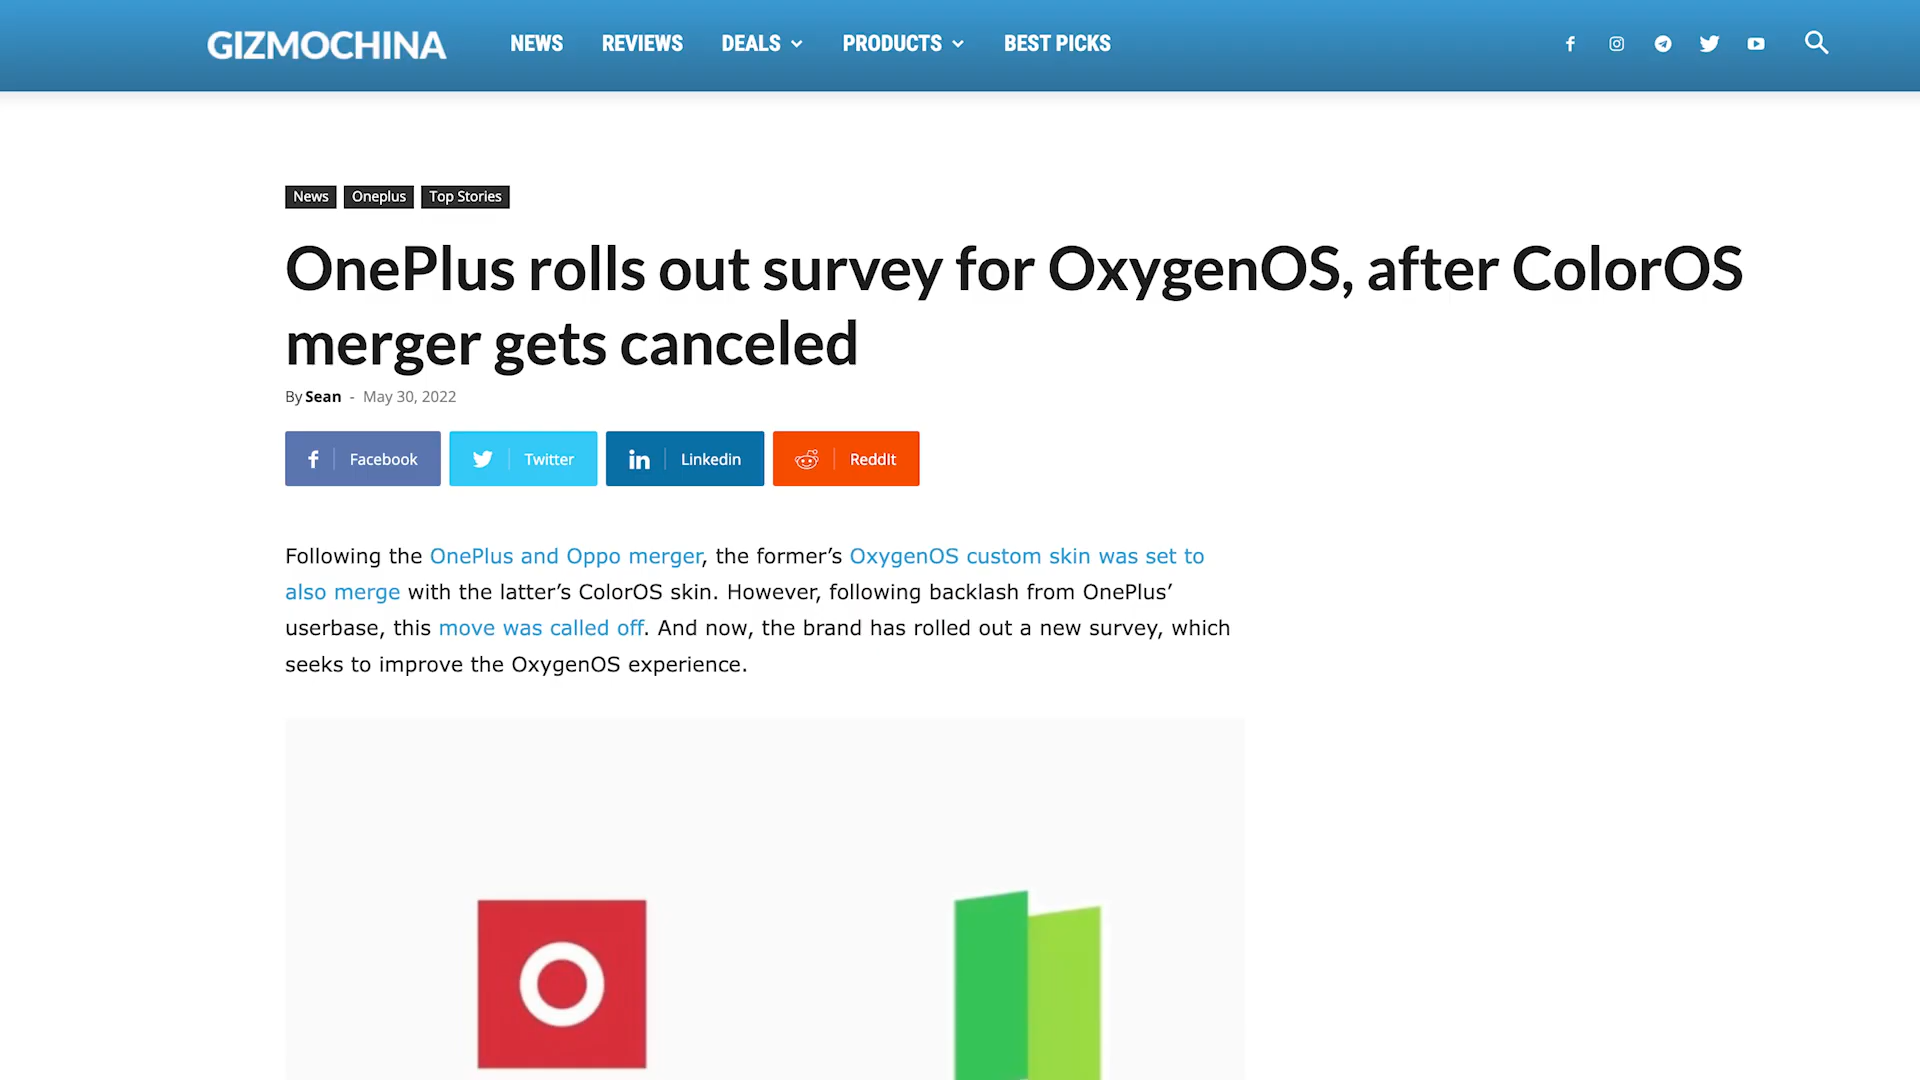 GIZMOCHINA
NEWS REVIEWS DEALS PRODUCTS BEST PICKS
News Oneplus Top Stories
OnePlus rolls out survey for OxygenOS, after ColorOS
merger gets canceled
By Sean - May 30, 2022
Facebook Twitter Linkedin ReddIt
Following the OnePlus and Oppo merger, the former’s OxygenOS custom skin was set to
also merge with the latter’s ColorOS skin. However, following backlash from OnePlus’
userbase, this move was called off. And now, the brand has rolled out a new survey, which
seeks to improve the OxygenOS experience.